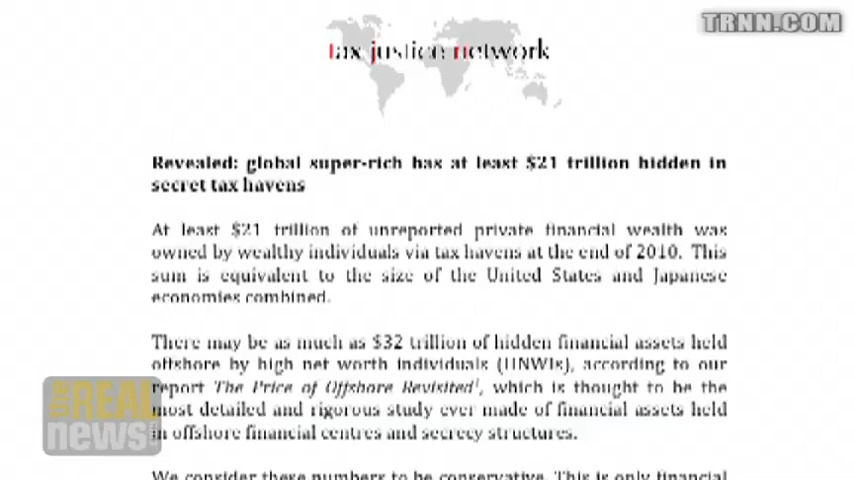 TRNN.COM
tax justice network
Revealed: global super-rich has at least $21 trillion hidden in
secret tax havens
At least $21 trillion of unreported private financial wealth was
owned by wealthy individuals via tax havens at the end of 2010. This
sum is equivalent to the size of the United States and Japanese
economies combined.
There may be as much as $32 trillion of hidden financial assets held
offshore by high net worth individuals (HNWIs), according to our
report The Price of Offshore Revisited¹, which is thought to be the
most detailed and rigorous study ever made of financial assets held
in offshore financial centres and secrecy structures.
the REAL
news
We consider these numbers to be conservative. This is only financial